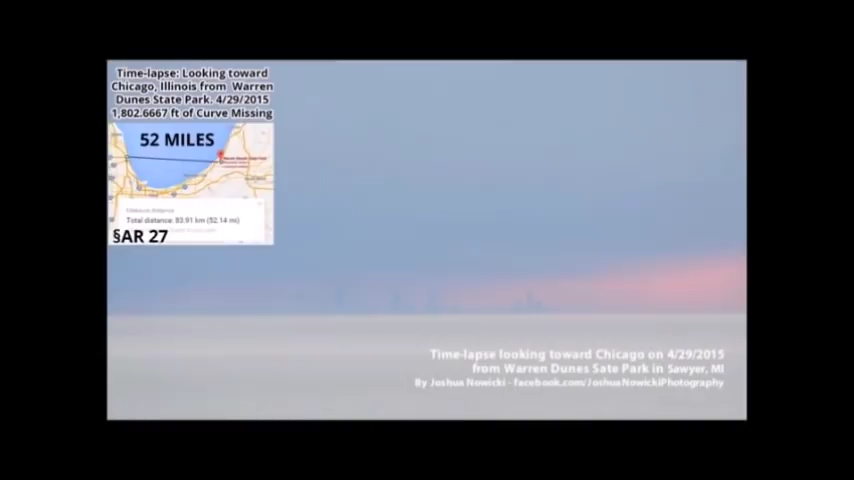 Time-lapse: Looking toward
Chicago, Illinois from Warren
Dunes State Park. 4/29/2015
1,802.6667 ft of Curve Missing
52 MILES
Total distance: 83.91 km (52.14 mi)
§AR 27
Time-lapse looking toward Chicago on 4/29/2015
from Warren Dunes Sate Park in Sawyer, MI
By Joshua Nowicki - facebook.com/JoshuaNowickiPhotography